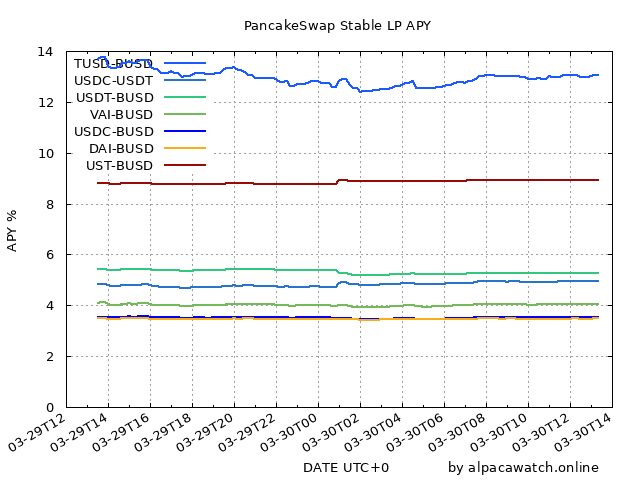 PancakeSwap Stable LP APY
14
12
10
8
6
4
2
0
APY %
TUSD-BUSD
USDC-USDT
USDT-BUSD
VAI-BUSD
USDC-BUSD
DAI-BUSD
UST-BUSD
03-29T12
03-29T14
03-29T16
03-29T18
03-29T20
03-29T22
03-30T00
03-30T02
03-30T04
03-30T06
03-30T08
03-30T10
03-30T12
03-30T14
DATE UTC+0
by alpacawatch.online